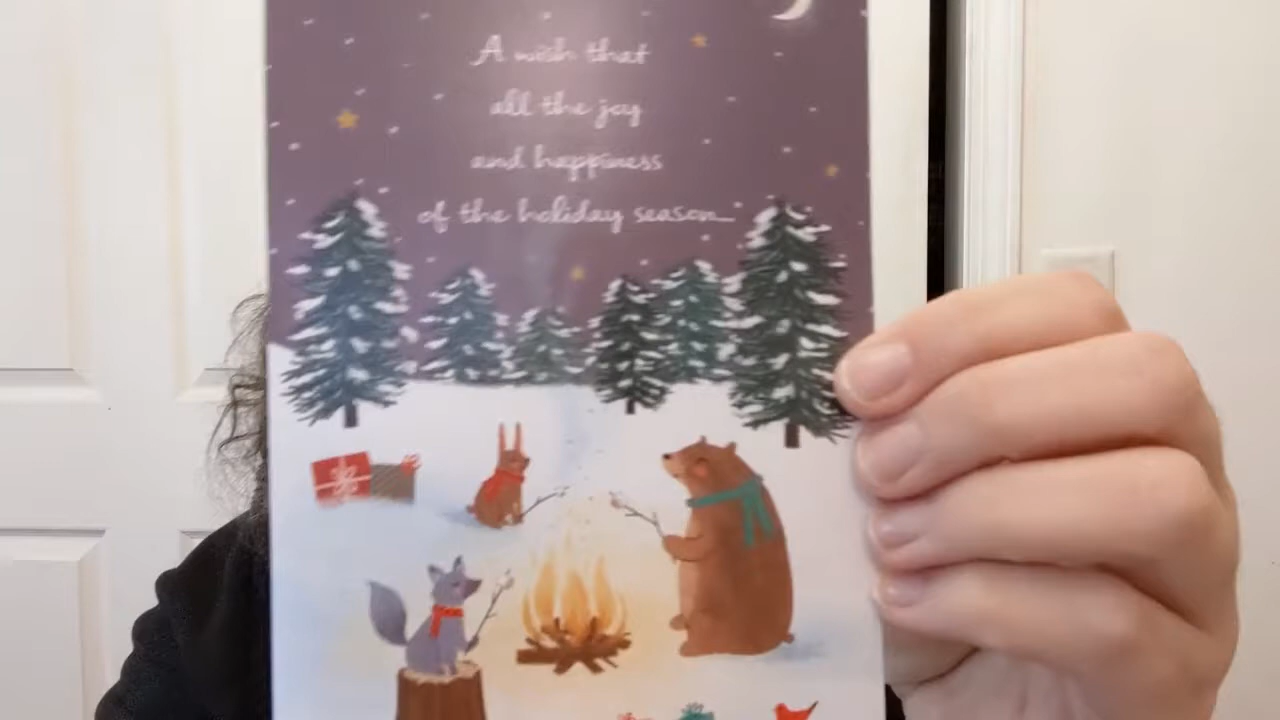 A wish that
all the joy
and happiness
of the holiday season